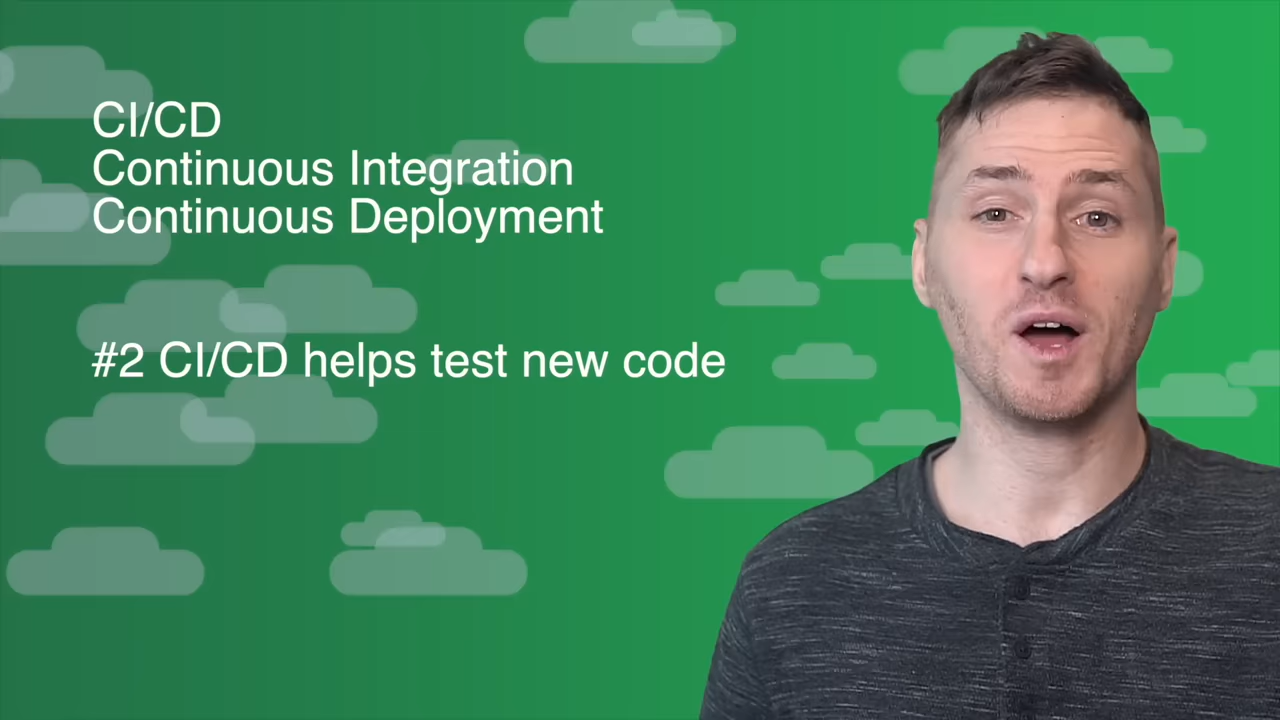 CI/CD
Continuous Integration
Continuous Deployment
#2 CI/CD helps test new code